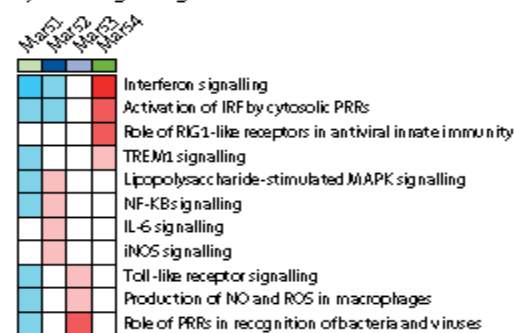 Mars1 Mars2 Mars3 Mars4
Interferon signalling
Activation of IRF by cytosolic PRRs
Role of RIG1-like receptors in antiviral innate immunity
TREM1 signalling
Lipopolysaccharide-stimulated MAPK signalling
NF-KB signalling
IL-6 signalling
iNOS signalling
Toll-like receptor signalling
Production of NO and ROS in macrophages
Role of PRRs in recognition of bacteria and viruses